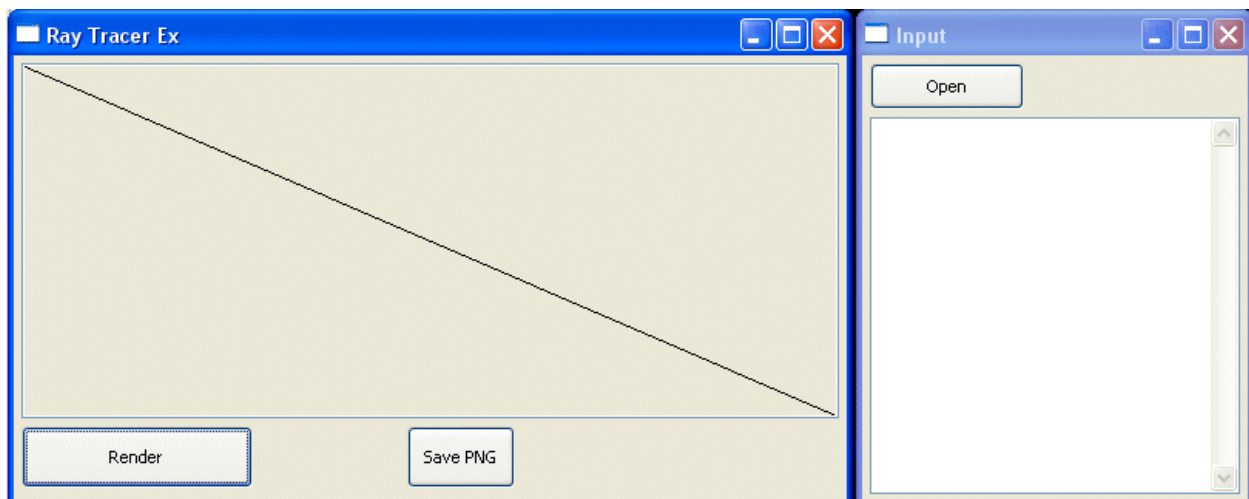 Ray Tracer Ex
Render
Save PNG
Input
Open